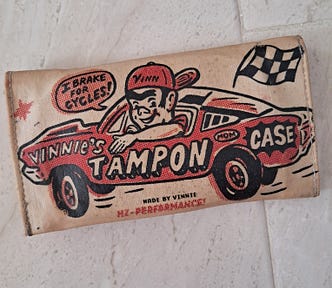 I BRAKE
FOR
CYCLES!
VINN
VINNIE'S
TAMPON
CASE
MOM
MADE BY VINNIE
HI-PERFORMANCE!